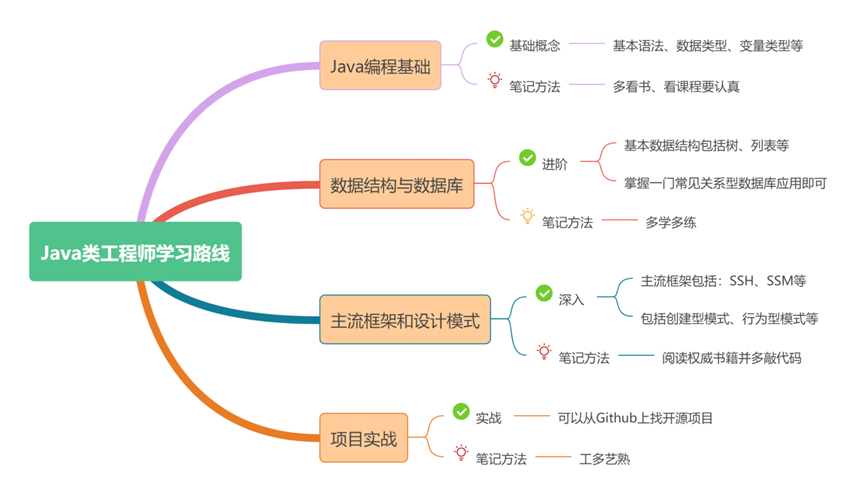 Java类工程师学习路线
Java编程基础
基础概念
基本语法、数据类型、变量类型等
笔记方法
多看书、看课程要认真
数据结构与数据库
进阶
基本数据结构包括树、列表等
掌握一门常见关系型数据库应用即可
笔记方法
多学多练
主流框架和设计模式
深入
主流框架包括：SSH、SSM等
包括创建型模式、行为型模式等
笔记方法
阅读权威书籍并多敲代码
项目实战
实战
可以从Github上找开源项目
笔记方法
工多艺熟